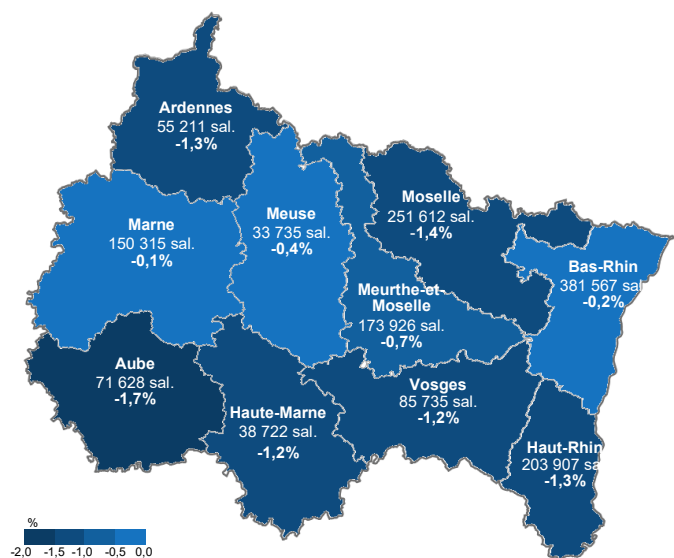 Ardennes
55 211 sal.
-1,3%
Moselle
251 612 sal.
-1,4%
Marne
150 315 sal.
-0,1%
Meuse
33 735 sal.
-0,4%
Bas-Rhin
381 567 sal
-0,2%
Meurthe-et-
Moselle
173 926 sal.
-0,7%
Aube
71 628 sal.
-1,7%
Haute-Marne
38 722 sal.
-1,2%
Vosges
85 735 sal.
-1,2%
Haut-Rhin
203 907 sa
-1,3%
%
-2,0 -1,5 -1,0 -0,5 0,0